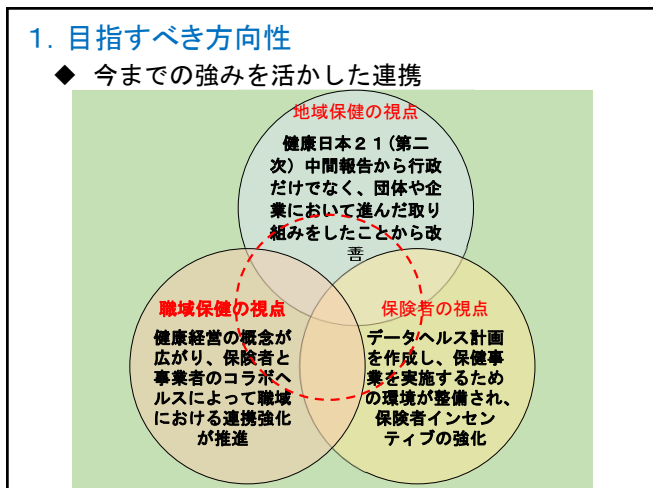 1．目指すべき方向性
◆ 今までの強みを活かした連携
地域保健の視点
健康日本２１(第二
次）中間報告から行政
だけでなく、団体や企
業において進んだ取り
組みをしたことから改
善
職域保健の視点
健康経営の概念が
広がり、保険者と
事業者のコラボヘ
ルスによって職域
における連携強化
が推進
保険者の視点
データヘルス計画
を作成し、保健事
業を実施するため
の環境が整備され、
保険者インセン
ティブの強化